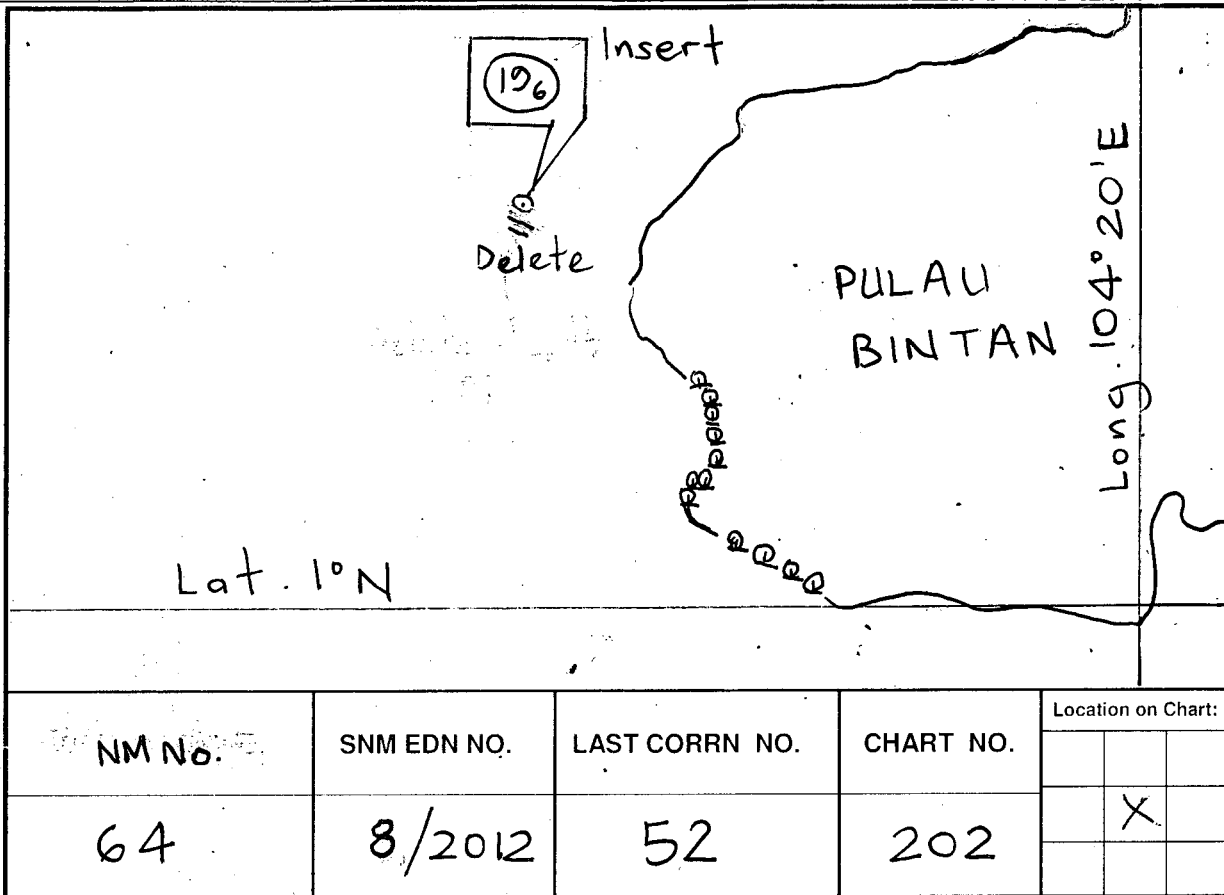 Insert
19₆
Delete
PULAU
BINTAN
Long. 104° 20' E
Lat. 1° N
Location on Chart:
NM No. SNM EDN NO. LAST CORRN NO. CHART NO.
64 8/2012 52 202
X